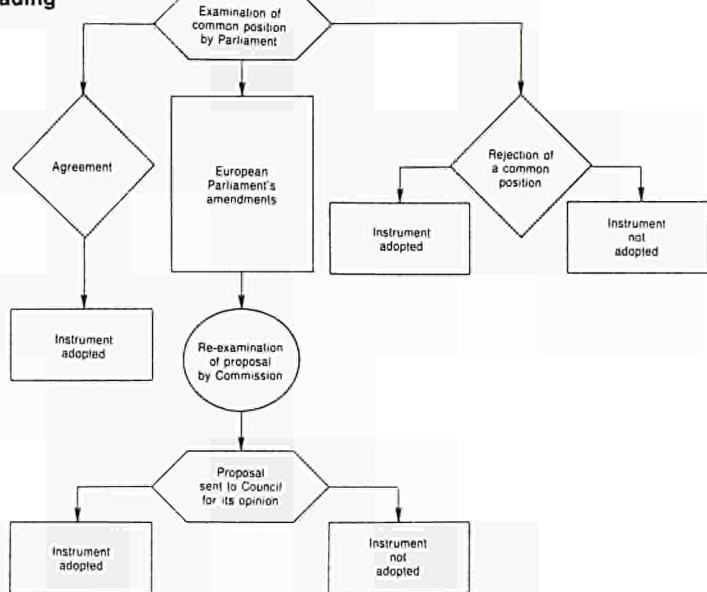 Examination of
common position
by Parliament
Agreement
European
Parliament's
amendments
Rejection of
a common
position
Instrument
adopted
Instrument
not
adopted
Instrument
adopted
Re-examination
of proposal
by Commission
Proposal
sent to Council
for its opinion
Instrument
adopted
Instrument
not
adopted